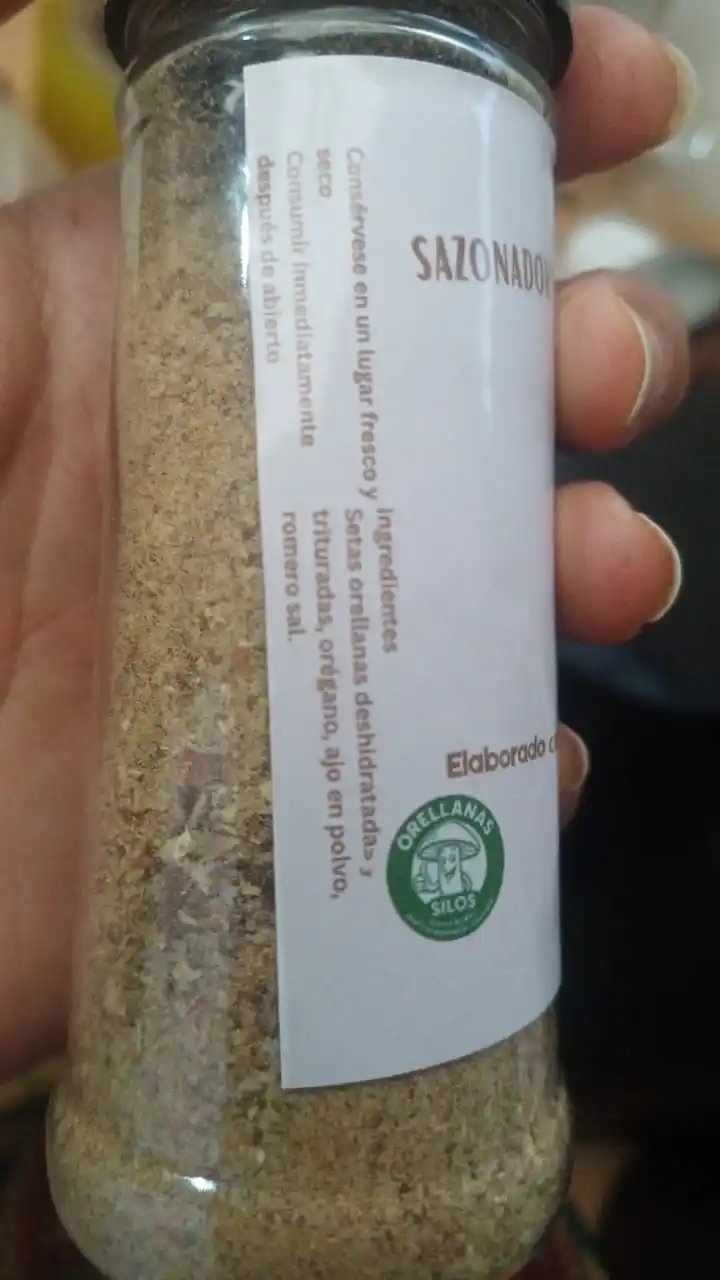 SAZONADOR
Consérvese en un lugar fresco y
seco
Consumir inmediatamente
después de abierto
Ingredientes
Setas orellanas deshidratadas y
trituradas, orégano, ajo en polvo,
romero sal.
Elaborado
ORELLANAS
SILOS